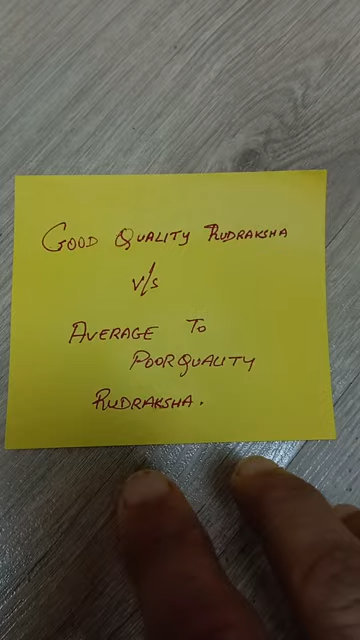 GOOD QUALITY RUDRAKSHA
V/S
AVERAGE TO
POOR QUALITY
RUDRAKSHA.